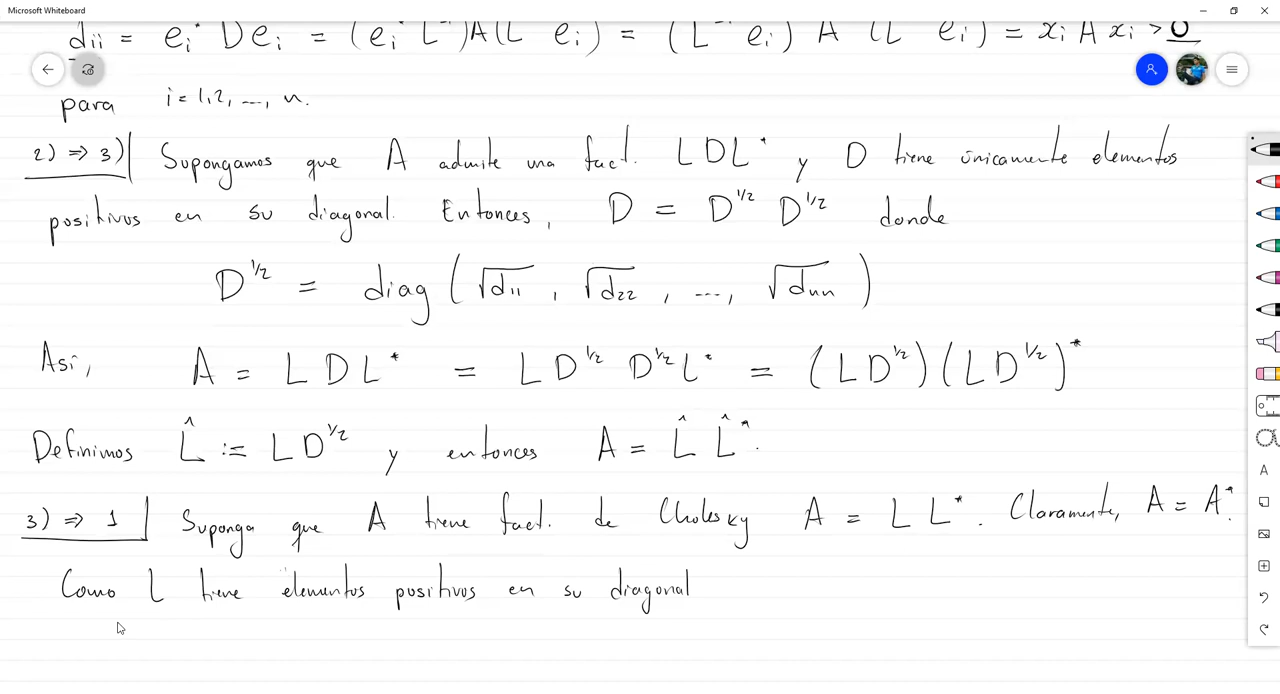 Microsoft Whiteboard
dii = ei* D ei = (ei* L⁻¹) A (L⁻* ei) = (L⁻* ei)* A (L⁻* ei) = xi* A xi > 0
para i = 1,2, ..., n.
2) ⇒ 3) Supongamos que A admite una fact. LDL* y D tiene únicamente elementos
positivos en su diagonal. Entonces, D = D^{1/2} D^{1/2} donde
D^{1/2} = diag (√d11, √d22, ..., √dnn)
Así, A = LDL* = LD^{1/2} D^{1/2}L* = (LD^{1/2})(LD^{1/2})*
Definimos L̂ := LD^{1/2} y entonces A = L̂ L̂*.
3) ⇒ 1 Suponga que A tiene fact. de Cholesky A = LL*. Claramente, A = A*.
Como L tiene elementos positivos en su diagonal